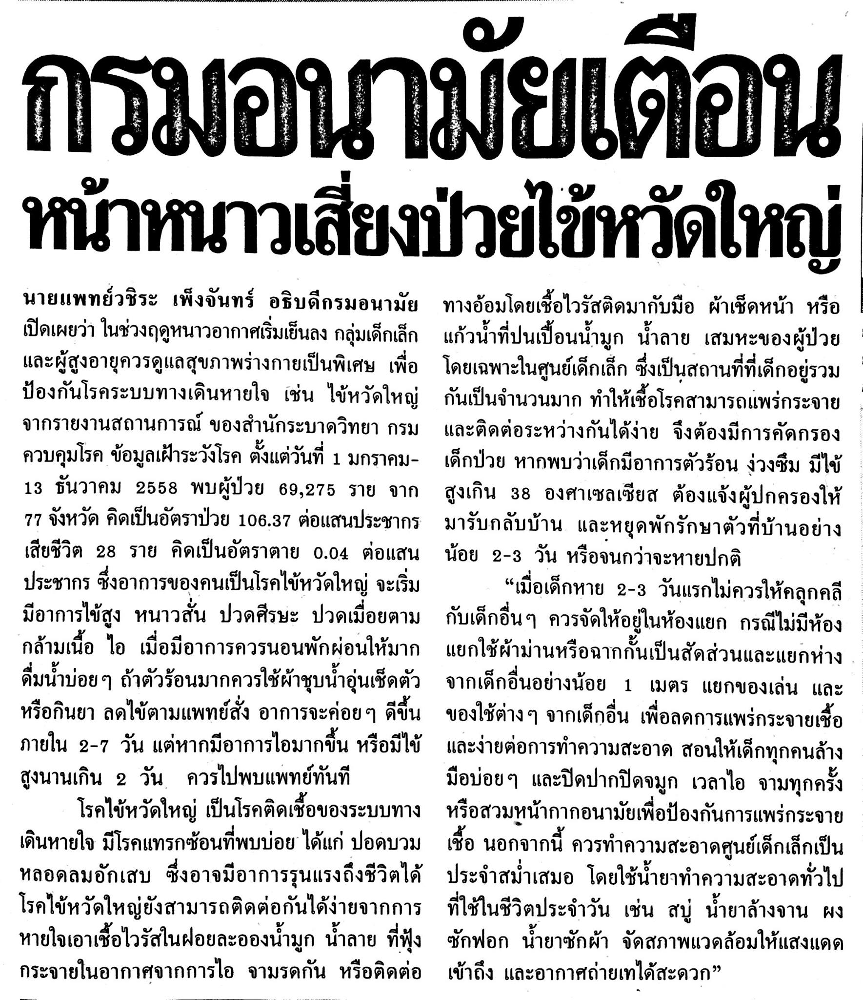 กรมอนามัยเตือน
หน้าหนาวเสี่ยงป่วยไข้หวัดใหญ่
นายแพทย์วชิระ เพ็งจันทร์ อธิบดีกรมอนามัย
เปิดเผยว่า ในช่วงฤดูหนาวอากาศเริ่มเย็นลง กลุ่มเด็กเล็ก
และผู้สูงอายุควรดูแลสุขภาพร่างกายเป็นพิเศษ เพื่อ
ป้องกันโรคระบบทางเดินหายใจ เช่น ไข้หวัดใหญ่
จากรายงานสถานการณ์ ของสำนักระบาดวิทยา กรม
ควบคุมโรค ข้อมูลเฝ้าระวังโรค ตั้งแต่วันที่ 1 มกราคม-
13 ธันวาคม 2558 พบผู้ป่วย 69,275 ราย จาก
77 จังหวัด คิดเป็นอัตราป่วย 106.37 ต่อแสนประชากร
เสียชีวิต 28 ราย คิดเป็นอัตราตาย 0.04 ต่อแสน
ประชากร ซึ่งอาการของคนเป็นโรคไข้หวัดใหญ่ จะเริ่ม
มีอาการไข้สูง หนาวสั่น ปวดศีรษะ ปวดเมื่อยตาม
กล้ามเนื้อ ไอ เมื่อมีอาการควรนอนพักผ่อนให้มาก
ดื่มน้ำบ่อยๆ ถ้าตัวร้อนมากควรใช้ผ้าชุบน้ำอุ่นเช็ดตัว
หรือกินยา ลดไข้ตามแพทย์สั่ง อาการจะค่อยๆ ดีขึ้น
ภายใน 2-7 วัน แต่หากมีอาการไอมากขึ้น หรือมีไข้
สูงนานเกิน 2 วัน ควรไปพบแพทย์ทันที
โรคไข้หวัดใหญ่ เป็นโรคติดเชื้อของระบบทาง
เดินหายใจ มีโรคแทรกซ้อนที่พบบ่อย ได้แก่ ปอดบวม
หลอดลมอักเสบ ซึ่งอาจมีอาการรุนแรงถึงชีวิตได้
โรคไข้หวัดใหญ่ยังสามารถติดต่อกันได้ง่ายจากการ
หายใจเอาเชื้อไวรัสในฝอยละอองน้ำมูก น้ำลาย ที่ฟุ้ง
กระจายในอากาศจากการไอ จามรดกัน หรือติดต่อ
ทางอ้อมโดยเชื้อไวรัสติดมากับมือ ผ้าเช็ดหน้า หรือ
แก้วน้ำที่ปนเปื้อนน้ำมูก น้ำลาย เสมหะของผู้ป่วย
โดยเฉพาะในศูนย์เด็กเล็ก ซึ่งเป็นสถานที่ที่เด็กอยู่รวม
กันเป็นจำนวนมาก ทำให้เชื้อโรคสามารถแพร่กระจาย
และติดต่อระหว่างกันได้ง่าย จึงต้องมีการคัดกรอง
เด็กป่วย หากพบว่าเด็กมีอาการตัวร้อน ง่วงซึม มีไข้
สูงเกิน 38 องศาเซลเซียส ต้องแจ้งผู้ปกครองให้
มารับกลับบ้าน และหยุดพักรักษาตัวที่บ้านอย่าง
น้อย 2-3 วัน หรือจนกว่าจะหายปกติ
“เมื่อเด็กหาย 2-3 วันแรกไม่ควรให้คลุกคลี
กับเด็กอื่นๆ ควรจัดให้อยู่ในห้องแยก กรณีไม่มีห้อง
แยกใช้ผ้าม่านหรือฉากกั้นเป็นสัดส่วนและแยกห่าง
จากเด็กอื่นอย่างน้อย 1 เมตร แยกของเล่น และ
ของใช้ต่างๆ จากเด็กอื่น เพื่อลดการแพร่กระจายเชื้อ
และง่ายต่อการทำความสะอาด สอนให้เด็กทุกคนล้าง
มือบ่อยๆ และปิดปากปิดจมูก เวลาไอ จามทุกครั้ง
หรือสวมหน้ากากอนามัยเพื่อป้องกันการแพร่กระจาย
เชื้อ นอกจากนี้ ควรทำความสะอาดศูนย์เด็กเล็กเป็น
ประจำสม่ำเสมอ โดยใช้น้ำยาทำความสะอาดทั่วไป
ที่ใช้ในชีวิตประจำวัน เช่น สบู่ น้ำยาล้างจาน ผง
ซักฟอก น้ำยาซักผ้า จัดสภาพแวดล้อมให้แสงแดด
เข้าถึง และอากาศถ่ายเทได้สะดวก”